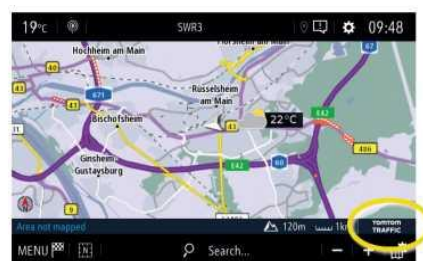 19°C SWR3 09:48
Hochheim am Main
40
67
43
671
Rüsselsheim
am Main
43
Bischofsheim
43
22°C
E42
Ginsheim-
Gustavsburg
E42
60
486
9
Area not mapped 120m 1km TOMTOM
TRAFFIC
MENU N Search... − +